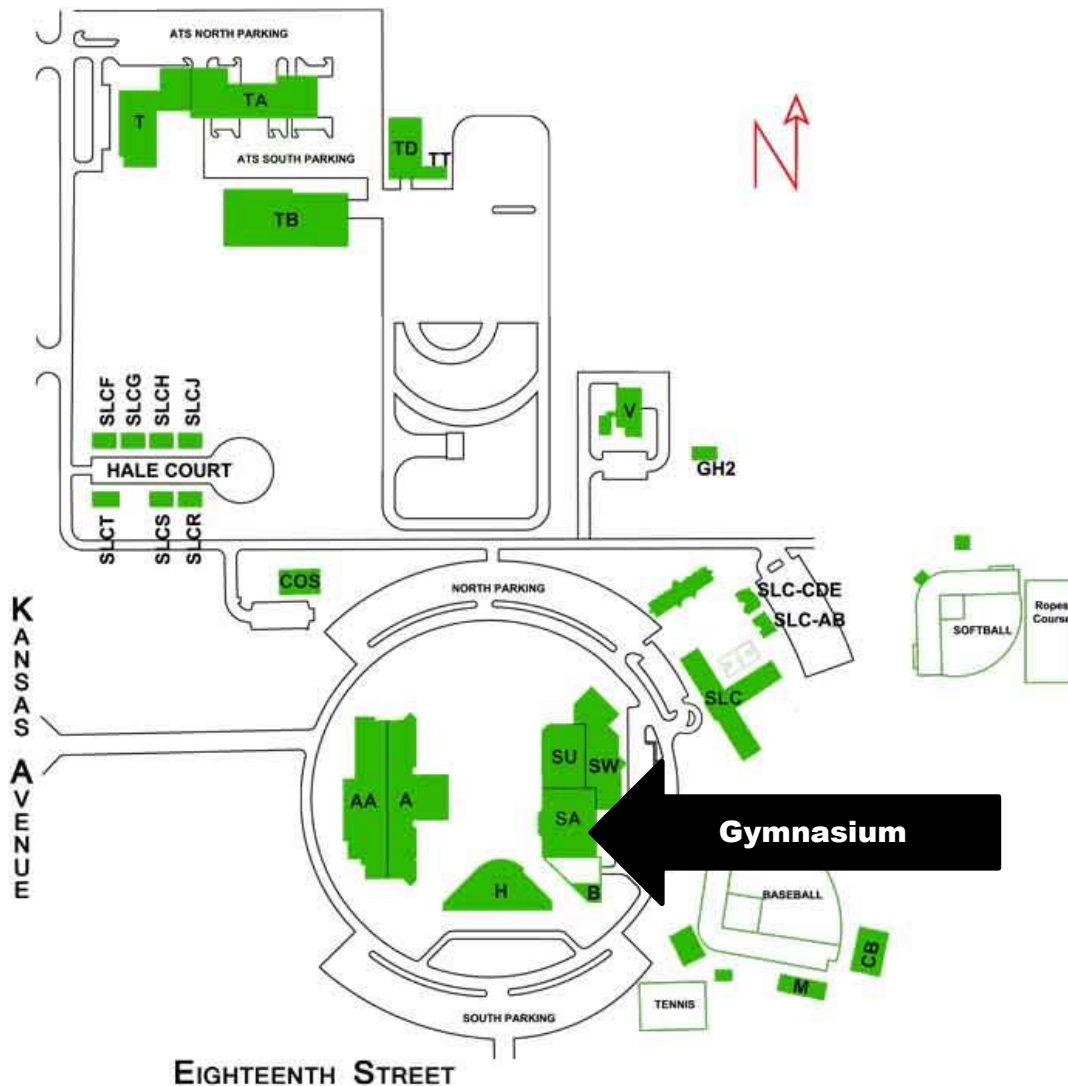 ATS NORTH PARKING
TA
T
TD
TT
ATS SOUTH PARKING
TB
N
SLCF
SLCG
SLCH
SLCJ
HALE COURT
SLCT
SLCS
SLCR
V
GH2
COS
NORTH PARKING
SLC-CDE
SLC-AB
SOFTBALL
Ropes
Course
SLC
KANSAS AVENUE
SU
SW
AA
A
SA
Gymnasium
H
B
BASEBALL
CB
M
TENNIS
SOUTH PARKING
EIGHTEENTH STREET